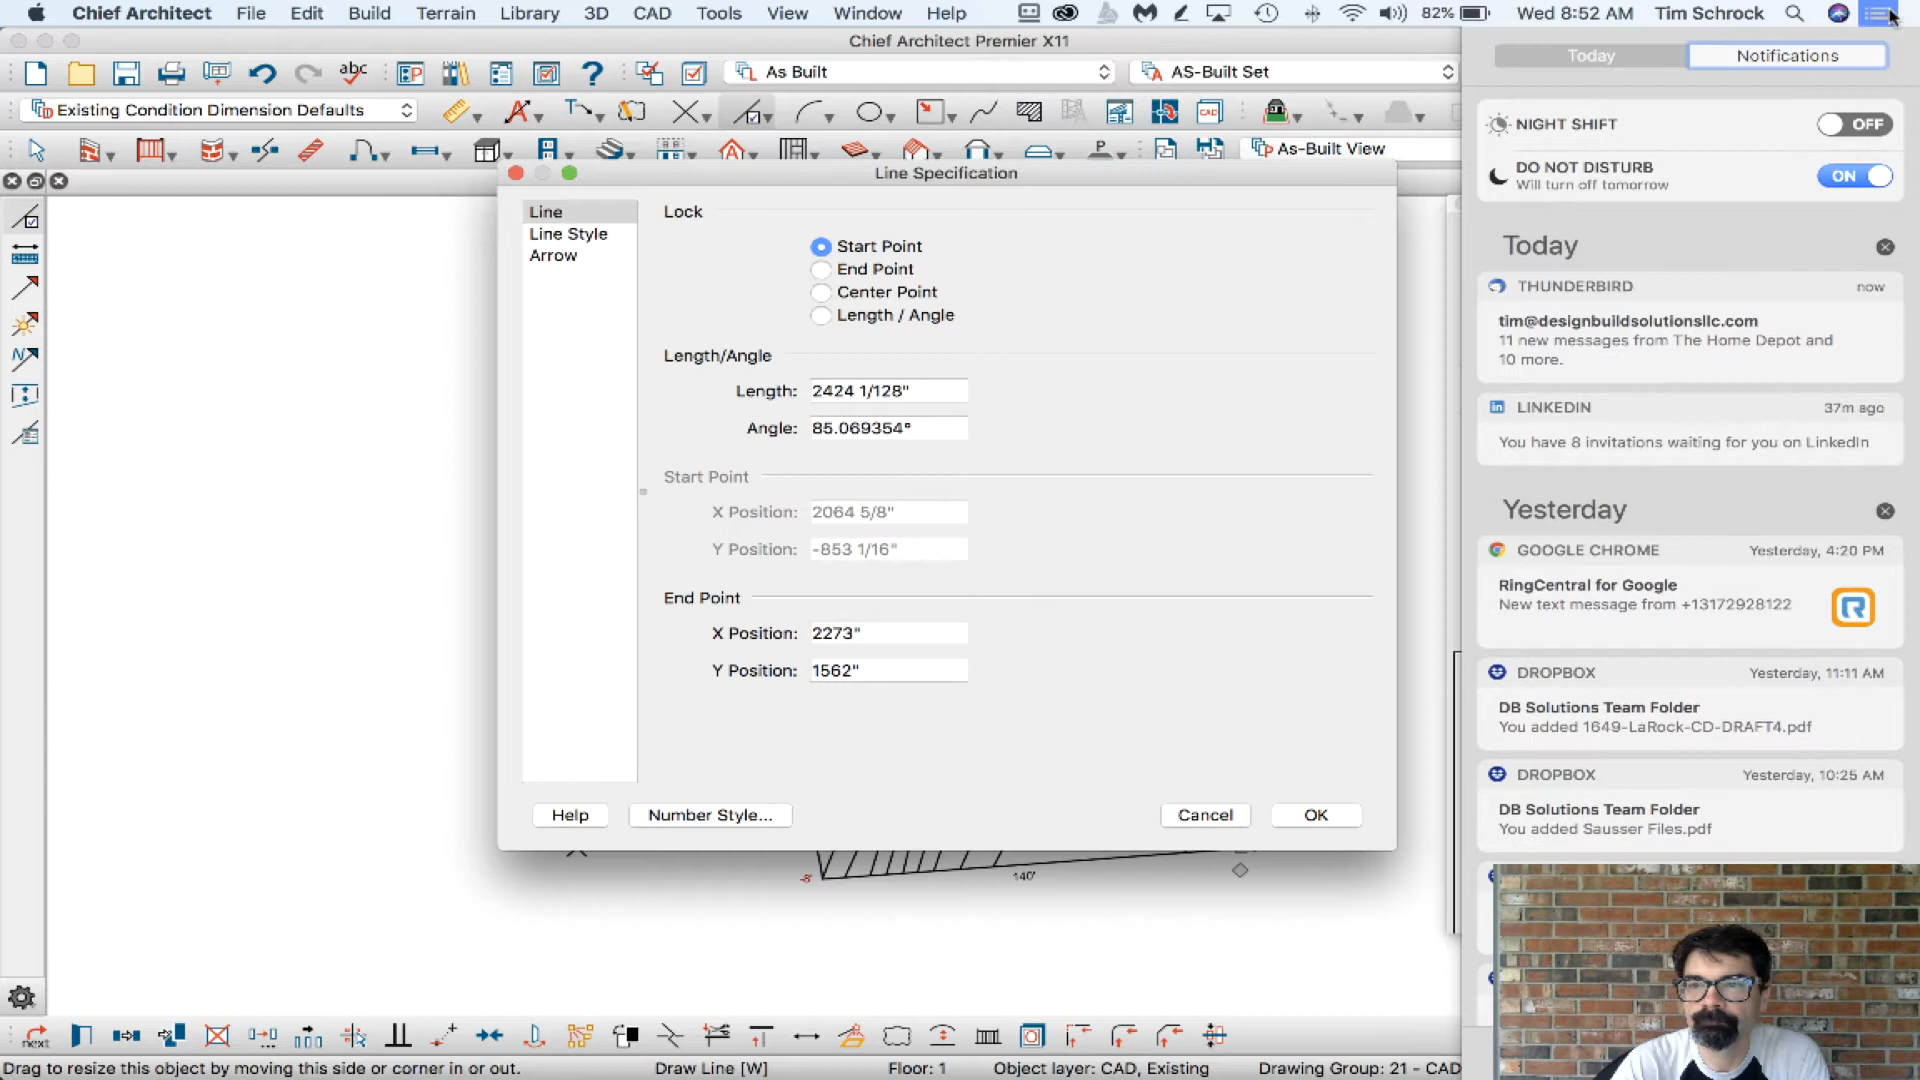 Chief Architect File Edit Build Terrain Library 3D CAD Tools View Window Help 82% Wed 8:52 AM Tim Schrock
Chief Architect Premier X11
Today Notifications
abc ? As Built AS-Built Set
Existing Condition Dimension Defaults
As-Built View
NIGHT SHIFT OFF
DO NOT DISTURB ON
Will turn off tomorrow
Line Specification
Line
Line Style
Arrow
Lock
Start Point
End Point
Center Point
Length / Angle
Length/Angle
Length: 2424 1/128"
Angle: 85.069354°
Start Point
X Position: 2064 5/8"
Y Position: -853 1/16"
End Point
X Position: 2273"
Y Position: 1562"
Help Number Style... Cancel OK
140'
Today
THUNDERBIRD now
tim@designbuildsolutionsllc.com
11 new messages from The Home Depot and
10 more.
LINKEDIN 37m ago
You have 8 invitations waiting for you on LinkedIn
Yesterday
GOOGLE CHROME Yesterday, 4:20 PM
RingCentral for Google
New text message from +13172928122
DROPBOX Yesterday, 11:11 AM
DB Solutions Team Folder
You added 1649-LaRock-CD-DRAFT4.pdf
DROPBOX Yesterday, 10:25 AM
DB Solutions Team Folder
You added Sausser Files.pdf
next
Drag to resize this object by moving this side or corner in or out. Draw Line [W] Floor: 1 Object layer: CAD, Existing Drawing Group: 21 - CAD